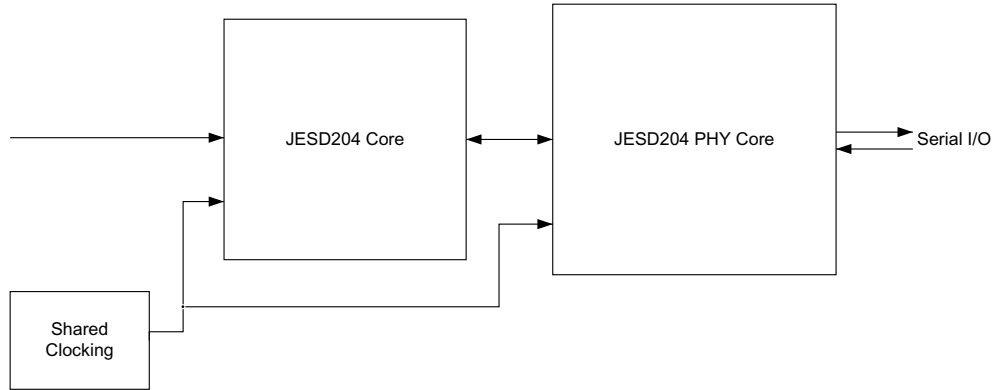 JESD204 Core
JESD204 PHY Core
Serial I/O
Shared
Clocking